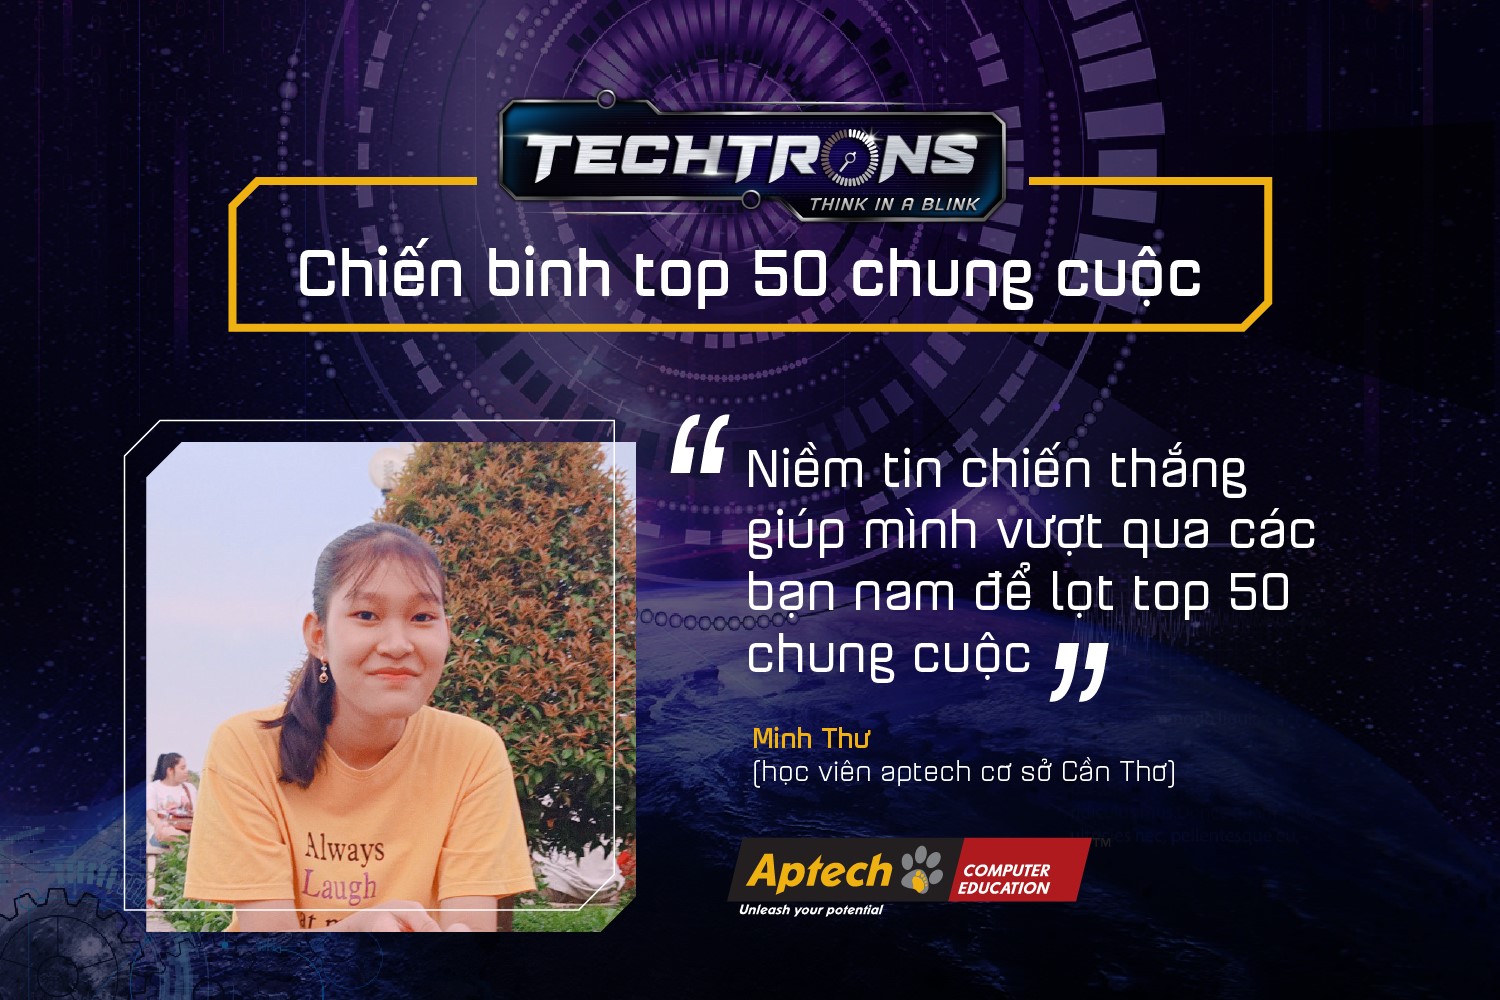 TECHTRONS
THINK IN A BLINK
Chiến binh top 50 chung cuộc
“ Niềm tin chiến thắng
giúp mình vượt qua các
bạn nam để lọt top 50
chung cuộc ”
Minh Thư
(học viên aptech cơ sở Cần Thơ)
Always
Laugh
Aptech COMPUTER
EDUCATION
™
Unleash your potential